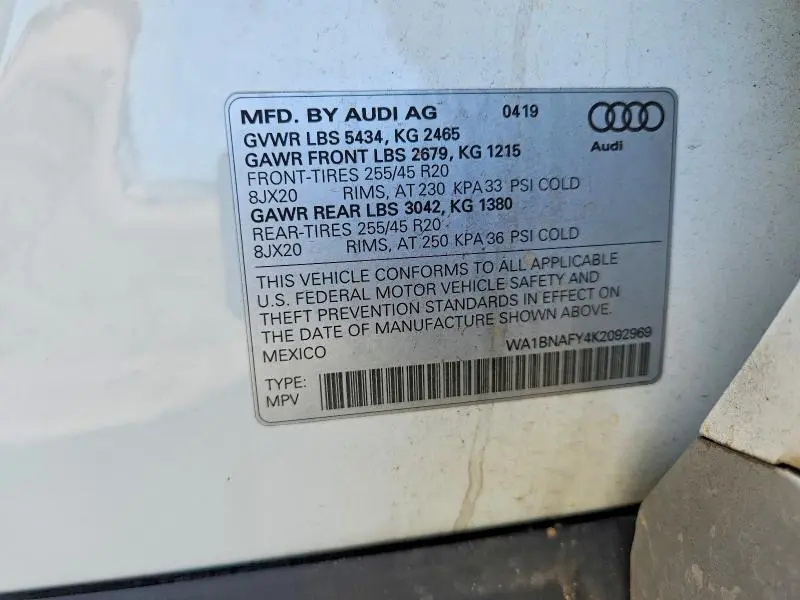 MFD. BY AUDI AG 0419
GVWR LBS 5434, KG 2465
GAWR FRONT LBS 2679, KG 1215
FRONT-TIRES 255/45 R20
8JX20 RIMS, AT 230 KPA 33 PSI COLD
GAWR REAR LBS 3042, KG 1380
REAR-TIRES 255/45 R20
8JX20 RIMS, AT 250 KPA 36 PSI COLD
Audi
THIS VEHICLE CONFORMS TO ALL APPLICABLE
U.S. FEDERAL MOTOR VEHICLE SAFETY AND
THEFT PREVENTION STANDARDS IN EFFECT ON
THE DATE OF MANUFACTURE SHOWN ABOVE.
MEXICO WA1BNAFY4K2092969
TYPE:
MPV